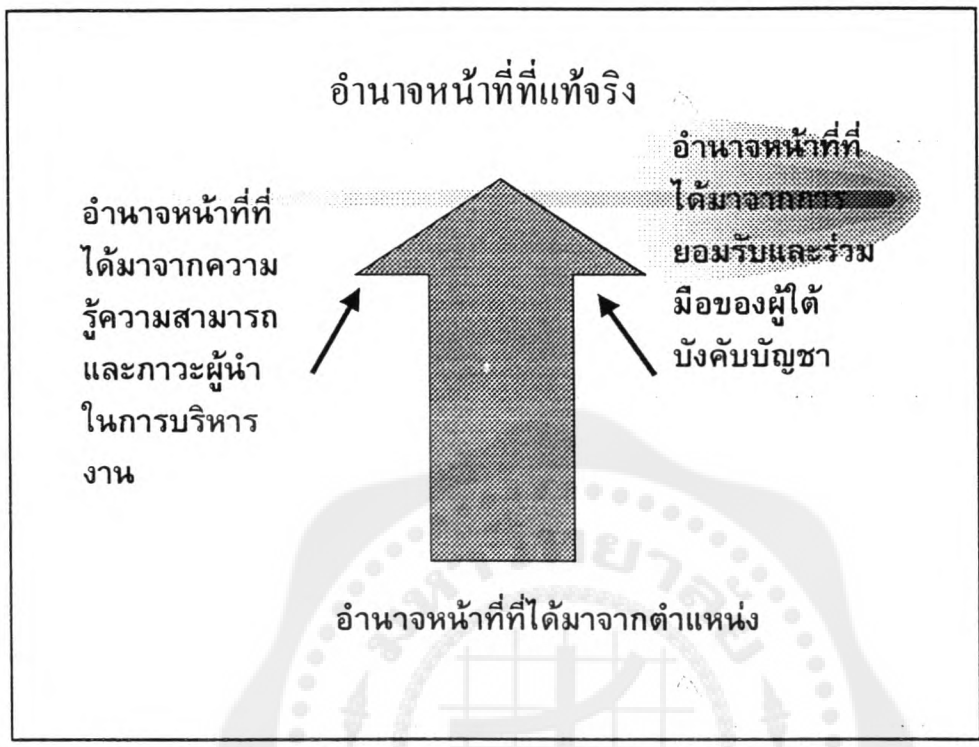 อำนาจหน้าที่ที่แท้จริง
อำนาจหน้าที่ที่
ได้มาจากความ
รู้ความสามารถ
และภาวะผู้นำ
ในการบริหาร
งาน
อำนาจหน้าที่ที่
ได้มาจากการ
ยอมรับและร่วม
มือของผู้ใต้
บังคับบัญชา
อำนาจหน้าที่ที่ได้มาจากตำแหน่ง